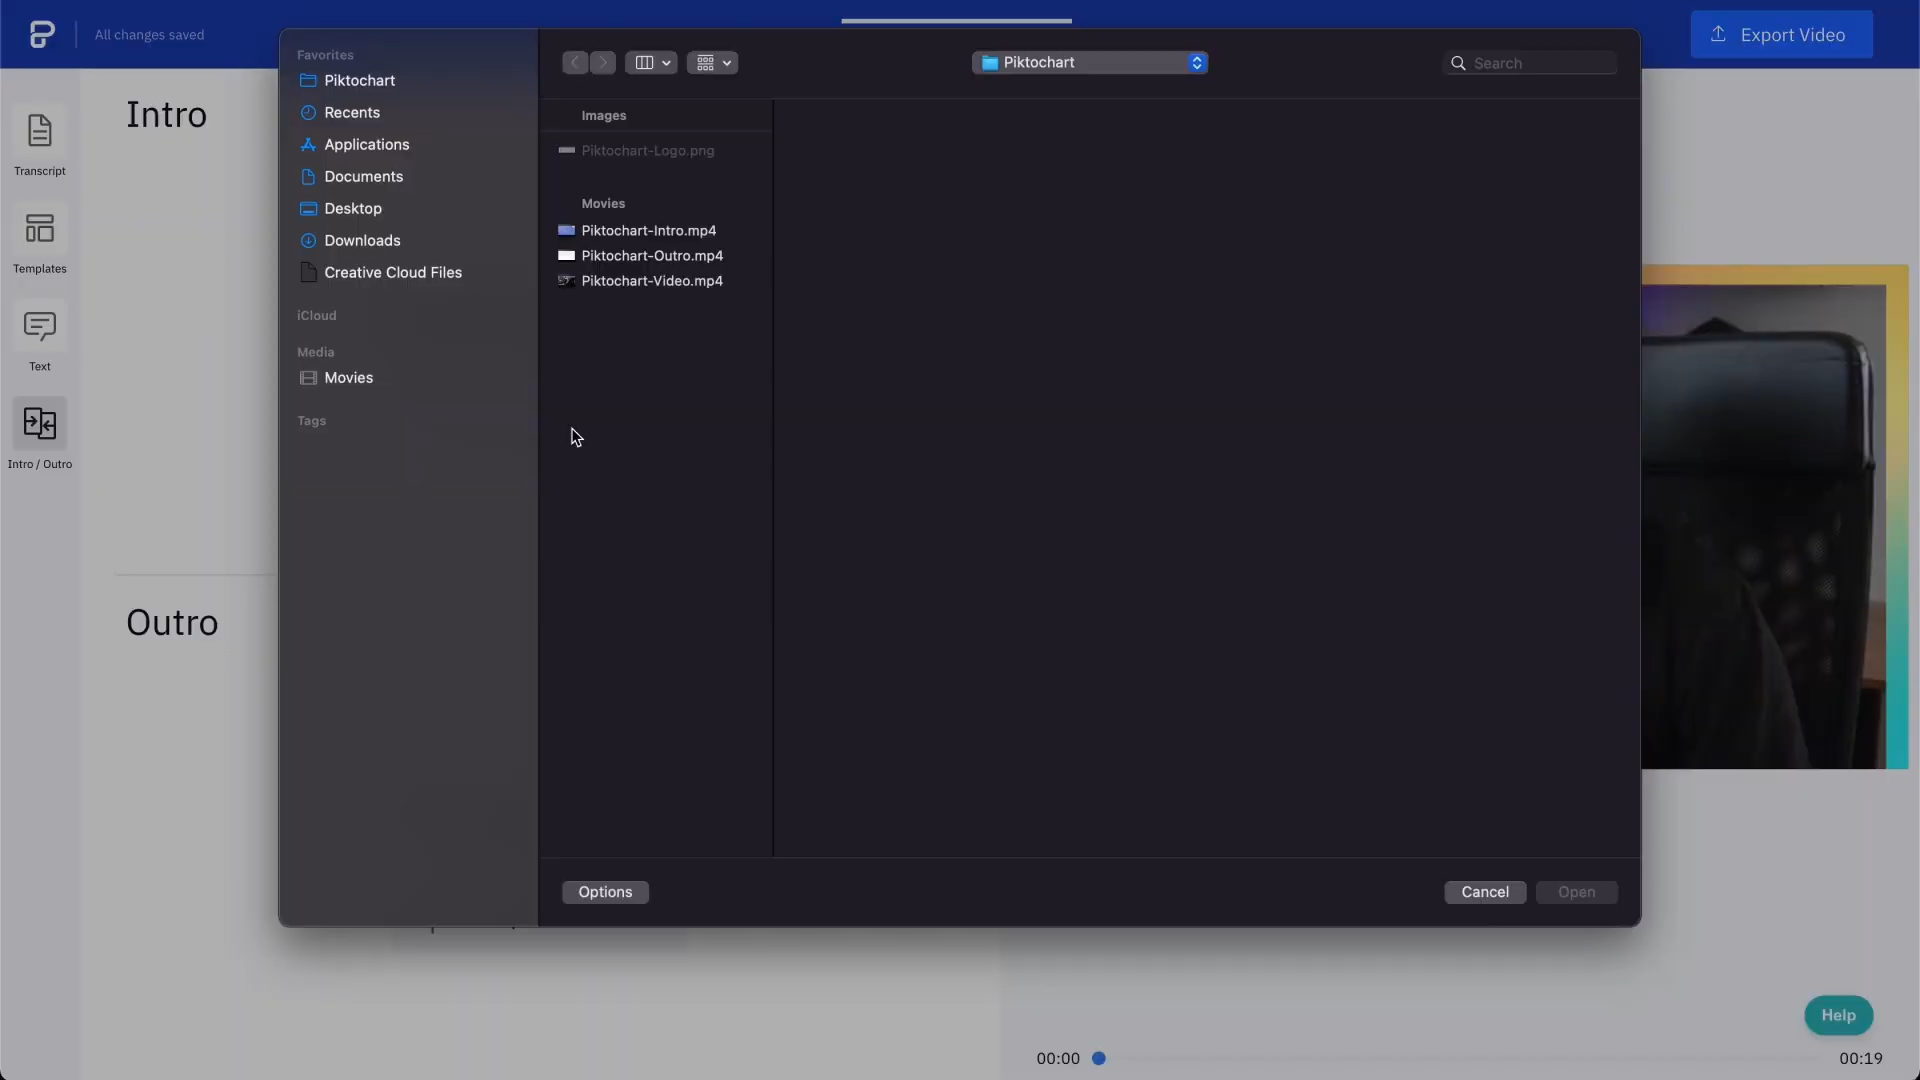 All changes saved
Export Video
Transcript
Templates
Text
Intro / Outro
Intro
Outro
Favorites
Piktochart
Recents
Applications
Documents
Desktop
Downloads
Creative Cloud Files
iCloud
Media
Movies
Tags
Piktochart
Search
Images
Piktochart-Logo.png
Movies
Piktochart-Intro.mp4
Piktochart-Outro.mp4
Piktochart-Video.mp4
Options
Cancel
Open
Help
00:00
00:19